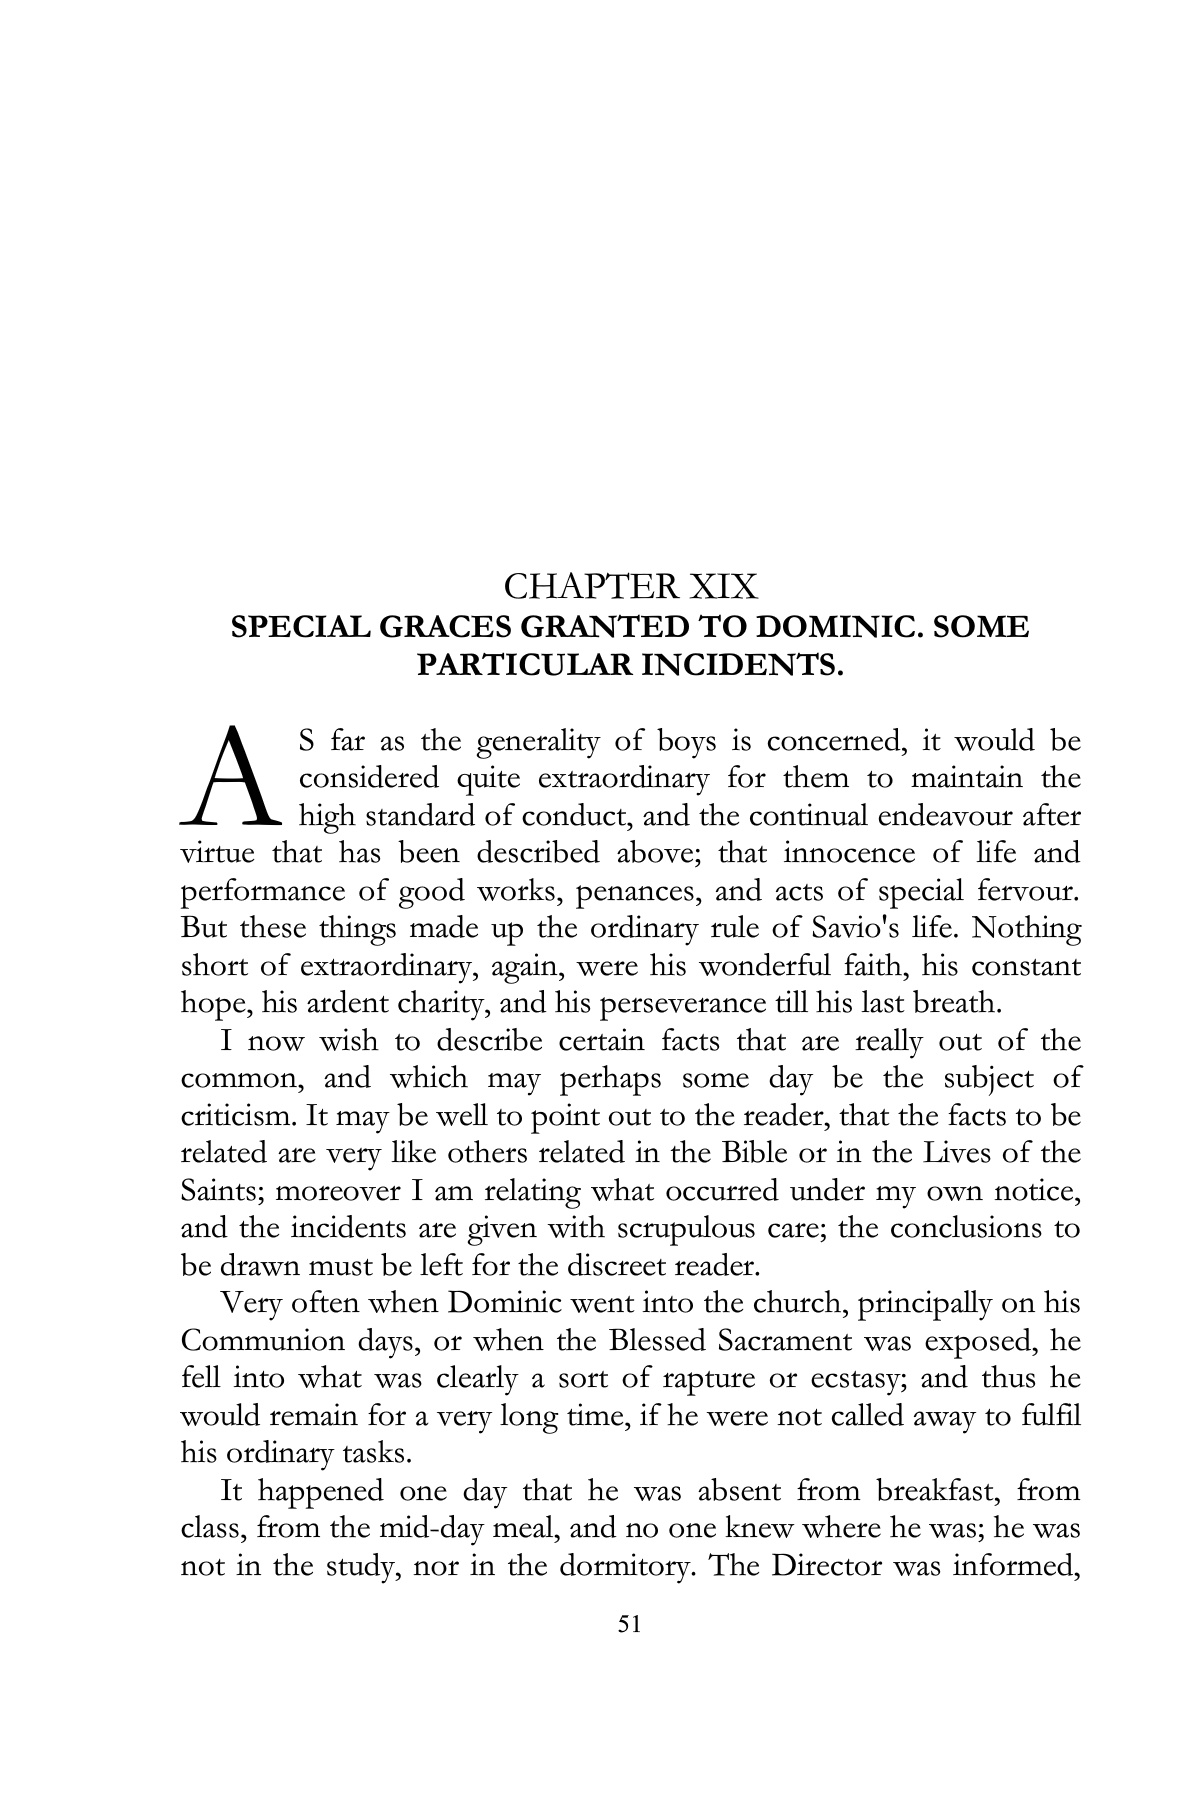 CHAPTER XIX
SPECIAL GRACES GRANTED TO DOMINIC. SOME
PARTICULAR INCIDENTS.
AS far as the generality of boys is concerned, it would be
considered quite extraordinary for them to maintain the
high standard of conduct, and the continual endeavour after
virtue that has been described above; that innocence of life and
performance of good works, penances, and acts of special fervour.
But these things made up the ordinary rule of Savio's life. Nothing
short of extraordinary, again, were his wonderful faith, his constant
hope, his ardent charity, and his perseverance till his last breath.
I now wish to describe certain facts that are really out of the
common, and which may perhaps some day be the subject of
criticism. It may be well to point out to the reader, that the facts to be
related are very like others related in the Bible or in the Lives of the
Saints; moreover I am relating what occurred under my own notice,
and the incidents are given with scrupulous care; the conclusions to
be drawn must be left for the discreet reader.
Very often when Dominic went into the church, principally on his
Communion days, or when the Blessed Sacrament was exposed, he
fell into what was clearly a sort of rapture or ecstasy; and thus he
would remain for a very long time, if he were not called away to fulfil
his ordinary tasks.
It happened one day that he was absent from breakfast, from
class, from the mid-day meal, and no one knew where he was; he was
not in the study, nor in the dormitory. The Director was informed,
51